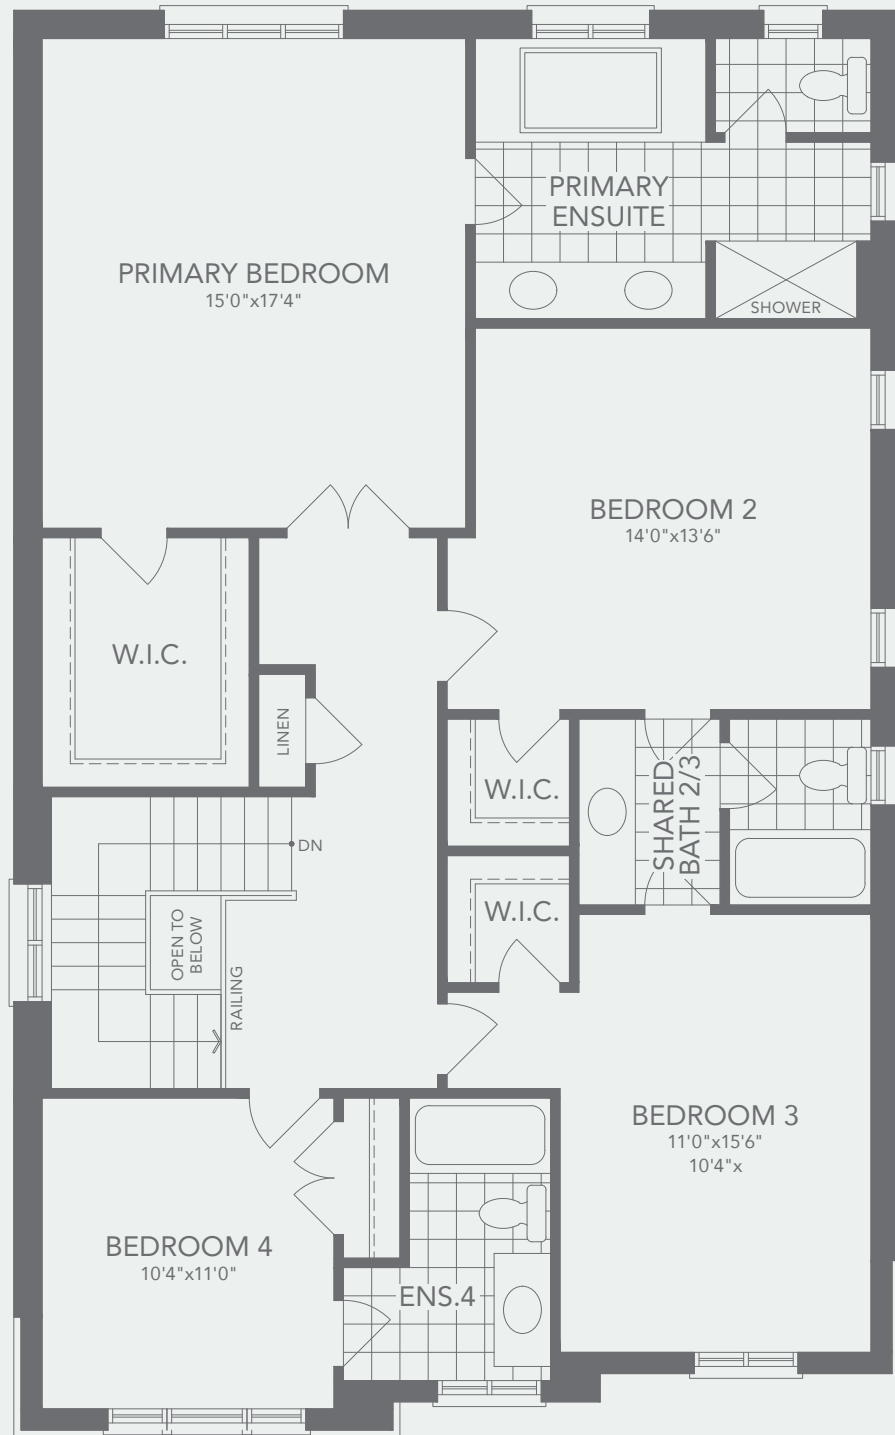 PRIMARY
ENSUITE
PRIMARY BEDROOM
15'0"x17'4"
SHOWER
BEDROOM 2
14'0"x13'6"
W.I.C.
LINEN
W.I.C.
SHARED
BATH 2/3
DN
W.I.C.
OPEN TO
BELOW
RAILING
BEDROOM 3
11'0"x15'6"
10'4"x
BEDROOM 4
10'4"x11'0"
ENS.4